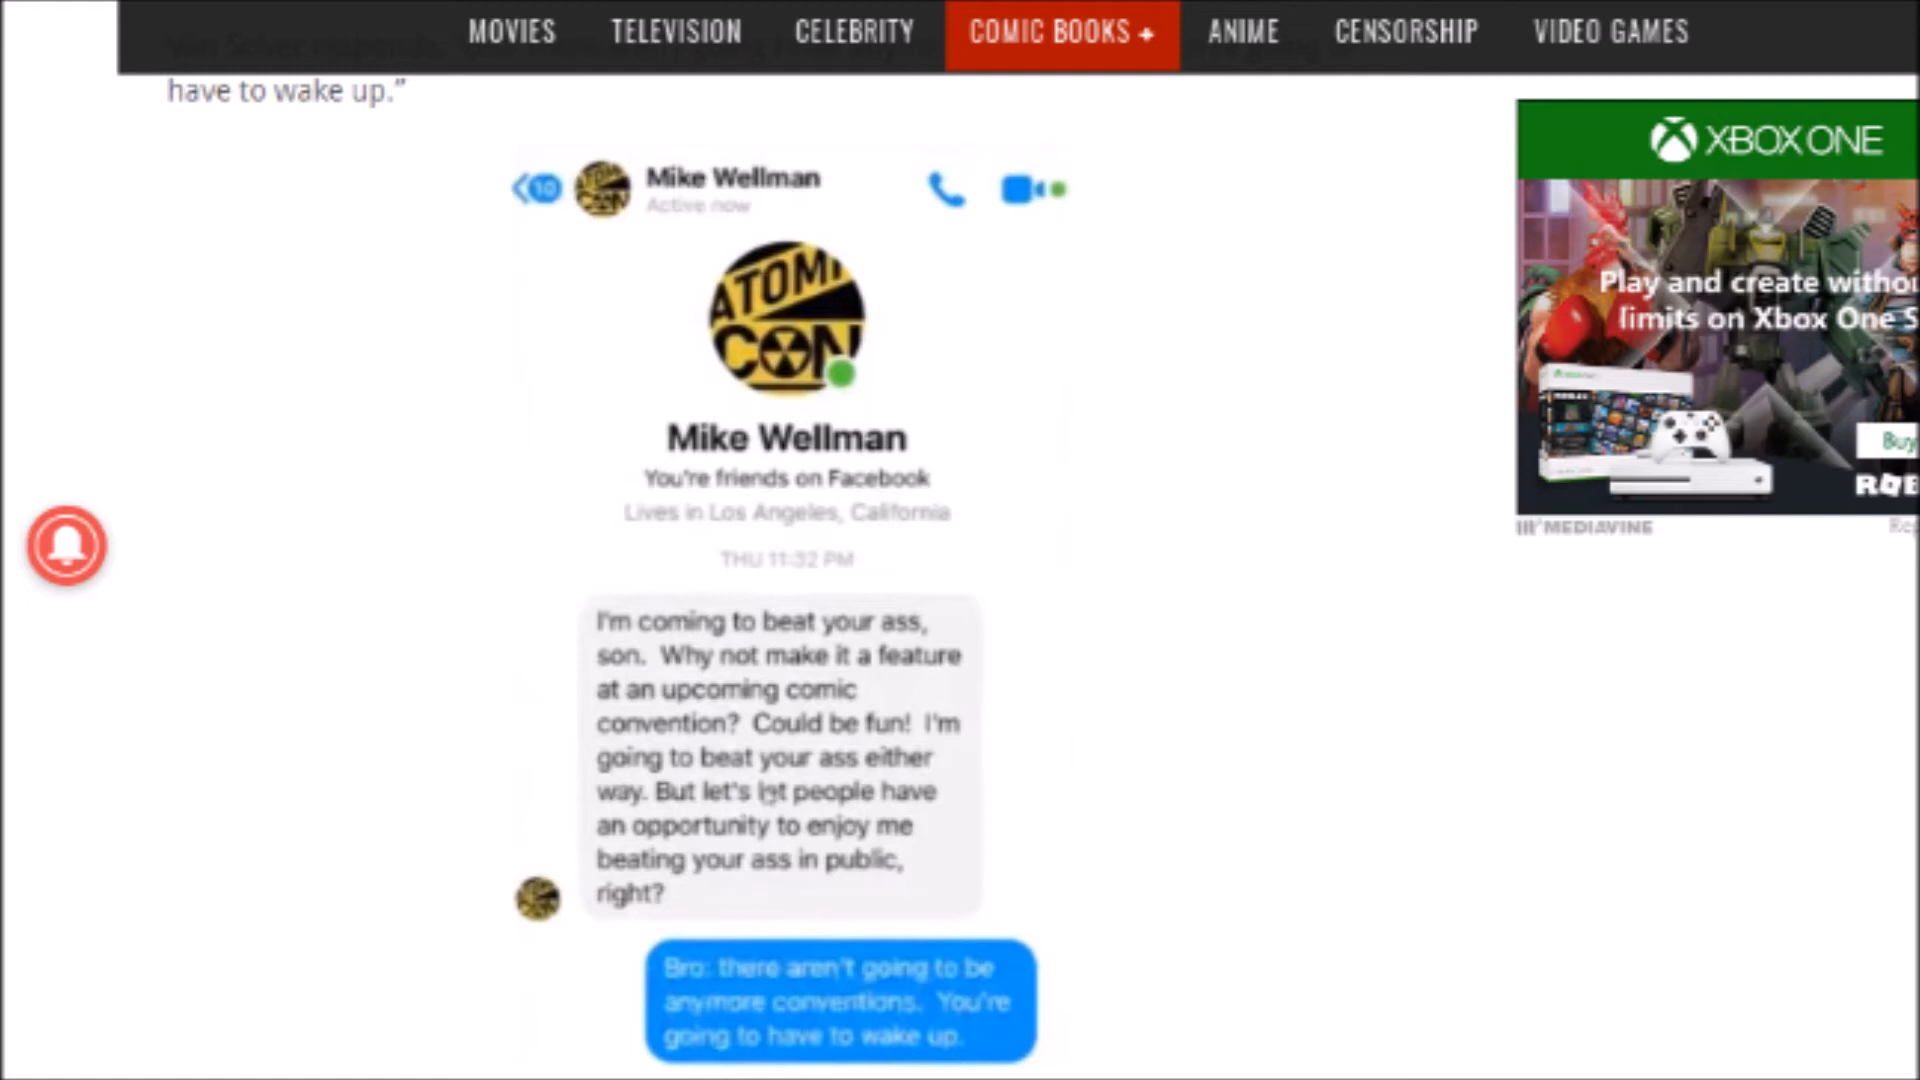 MOVIES TELEVISION CELEBRITY COMIC BOOKS + ANIME CENSORSHIP VIDEO GAMES
have to wake up.”
XBOX ONE
Play and create withou
limits on Xbox One S
Buy
MEDIAVINE
10
Mike Wellman
Active now
ATOMI
CON
Mike Wellman
You're friends on Facebook
Lives in Los Angeles, California
THU 11:32 PM
I'm coming to beat your ass,
son. Why not make it a feature
at an upcoming comic
convention? Could be fun! I'm
going to beat your ass either
way. But let's let people have
an opportunity to enjoy me
beating your ass in public,
right?
Bro: there aren't going to be
anymore conventions. You're
going to have to wake up.